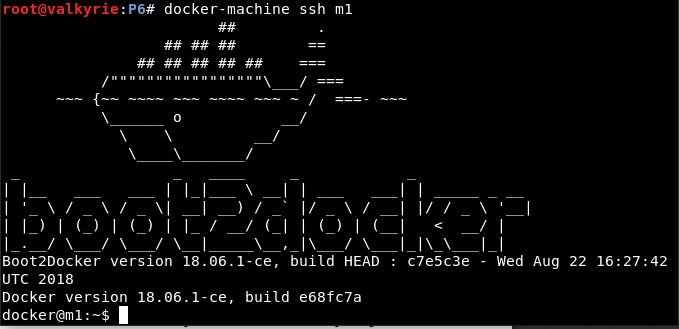 root@valkyrie:P6# docker-machine ssh m1
                        ##         .
                  ## ## ##        ==
               ## ## ## ## ##    ===
           /"""""""""""""""""\___/ ===
      ~~~ {~~ ~~~~ ~~~ ~~~~ ~~~ ~ /  ===- ~~~
           \______ o           __/
             \    \         __/
              \____\_______/
 _                 _   ____     _            _
| |__   ___   ___ | |_|___ \ __| | ___   ___| | _____ _ __
| '_ \ / _ \ / _ \| __| __) / _` |/ _ \ / __| |/ / _ \ '__|
| |_) | (_) | (_) | |_ / __/ (_| | (_) | (__|   <  __/ |
|_.__/ \___/ \___/ \__|_____\__,_|\___/ \___|_|\_\___|_|
Boot2Docker version 18.06.1-ce, build HEAD : c7e5c3e - Wed Aug 22 16:27:42
UTC 2018
Docker version 18.06.1-ce, build e68fc7a
docker@m1:~$